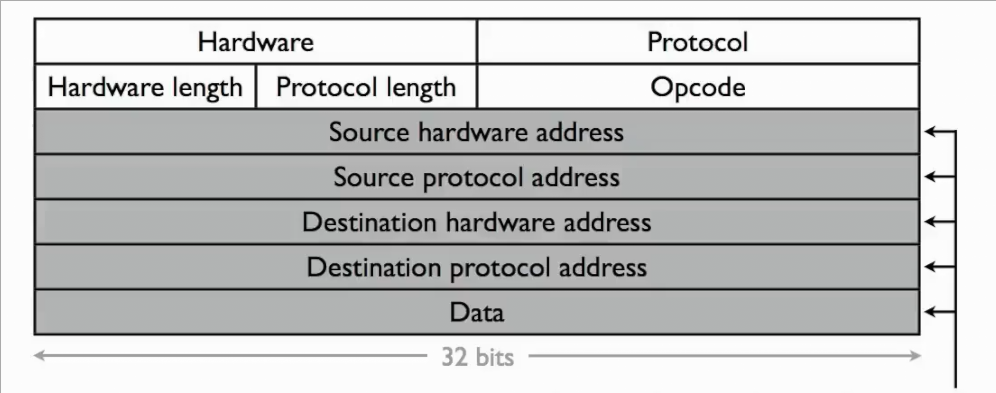 Hardware Protocol
Hardware length Protocol length Opcode
Source hardware address
Source protocol address
Destination hardware address
Destination protocol address
Data
32 bits